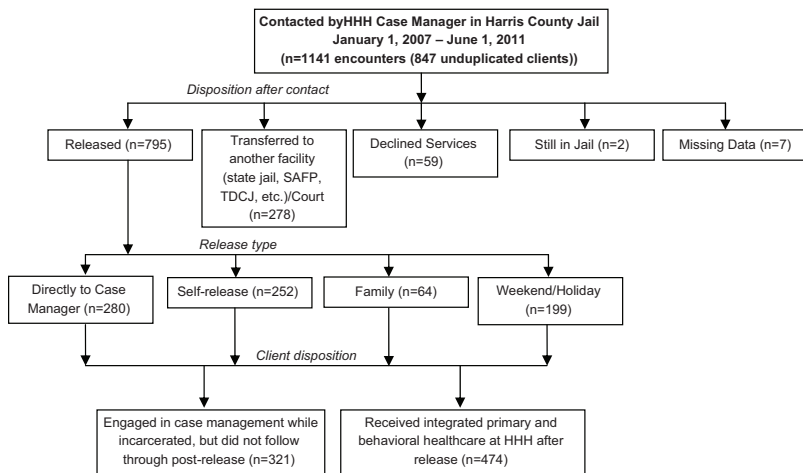 Contacted byHHH Case Manager in Harris County Jail
January 1, 2007 – June 1, 2011
(n=1141 encounters (847 unduplicated clients))
Disposition after contact
Released (n=795)
Transferred to
another facility
(state jail, SAFP,
TDCJ, etc.)/Court
(n=278)
Declined Services
(n=59)
Still in Jail (n=2)
Missing Data (n=7)
Release type
Directly to Case
Manager (n=280)
Self-release (n=252)
Family (n=64)
Weekend/Holiday
(n=199)
Client disposition
Engaged in case management while
incarcerated, but did not follow
through post-release (n=321)
Received integrated primary and
behavioral healthcare at HHH after
release (n=474)